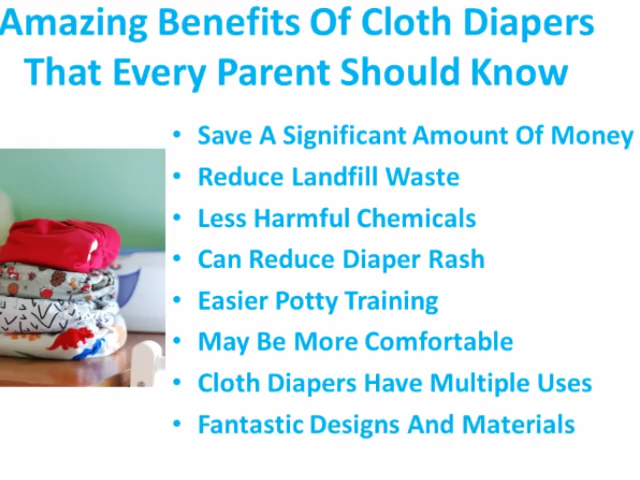 Amazing Benefits Of Cloth Diapers
That Every Parent Should Know
• Save A Significant Amount Of Money
• Reduce Landfill Waste
• Less Harmful Chemicals
• Can Reduce Diaper Rash
• Easier Potty Training
• May Be More Comfortable
• Cloth Diapers Have Multiple Uses
• Fantastic Designs And Materials